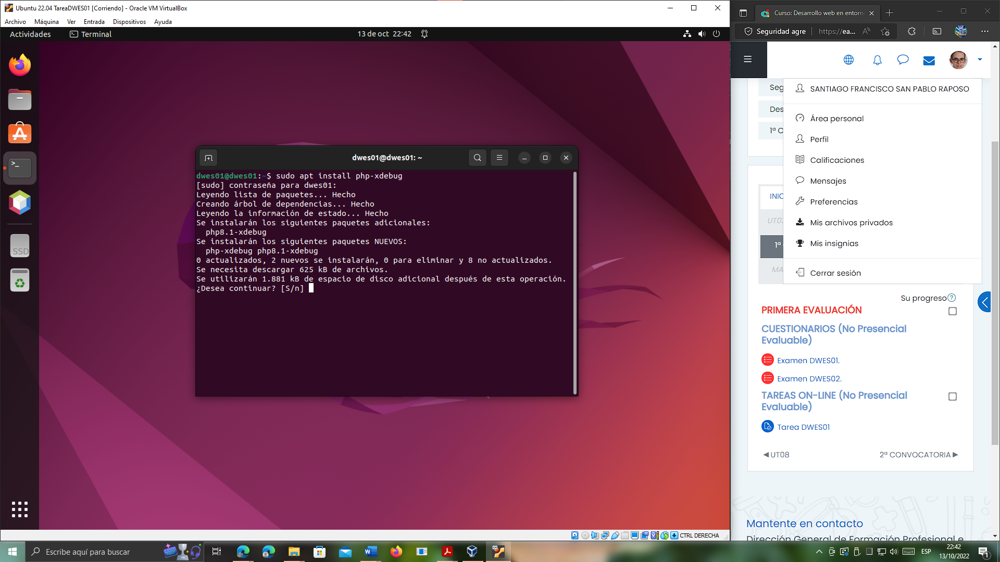 Ubuntu 22.04 TareaDWES01 [Corriendo] - Oracle VM VirtualBox
Archivo Máquina Ver Entrada Dispositivos Ayuda
Actividades Terminal 13 de oct 22:42
dwes01@dwes01: ~
dwes01@dwes01:~$ sudo apt install php-xdebug
[sudo] contraseña para dwes01:
Leyendo lista de paquetes... Hecho
Creando árbol de dependencias... Hecho
Leyendo la información de estado... Hecho
Se instalarán los siguientes paquetes adicionales:
php8.1-xdebug
Se instalarán los siguientes paquetes NUEVOS:
php-xdebug php8.1-xdebug
0 actualizados, 2 nuevos se instalarán, 0 para eliminar y 8 no actualizados.
Se necesita descargar 625 kB de archivos.
Se utilizarán 1.881 kB de espacio de disco adicional después de esta operación.
¿Desea continuar? [S/n]
SSD
CTRL DERECHA
Curso: Desarrollo web en entorn
Seguridad agre https://ea...
Seg
Des
1ª C
INIC
UT03
1ª
MA
SANTIAGO FRANCISCO SAN PABLO RAPOSO
Área personal
Perfil
Calificaciones
Mensajes
Preferencias
Mis archivos privados
Mis insignias
Cerrar sesión
Su progreso
PRIMERA EVALUACIÓN
CUESTIONARIOS (No Presencial
Evaluable)
Examen DWES01.
Examen DWES02.
TAREAS ON-LINE (No Presencial
Evaluable)
Tarea DWES01
◀UT08 2ª CONVOCATORIA▶
Mantente en contacto
Dirección General de Formación Profesional e
Escribe aquí para buscar
ESP
22:42
13/10/2022
1